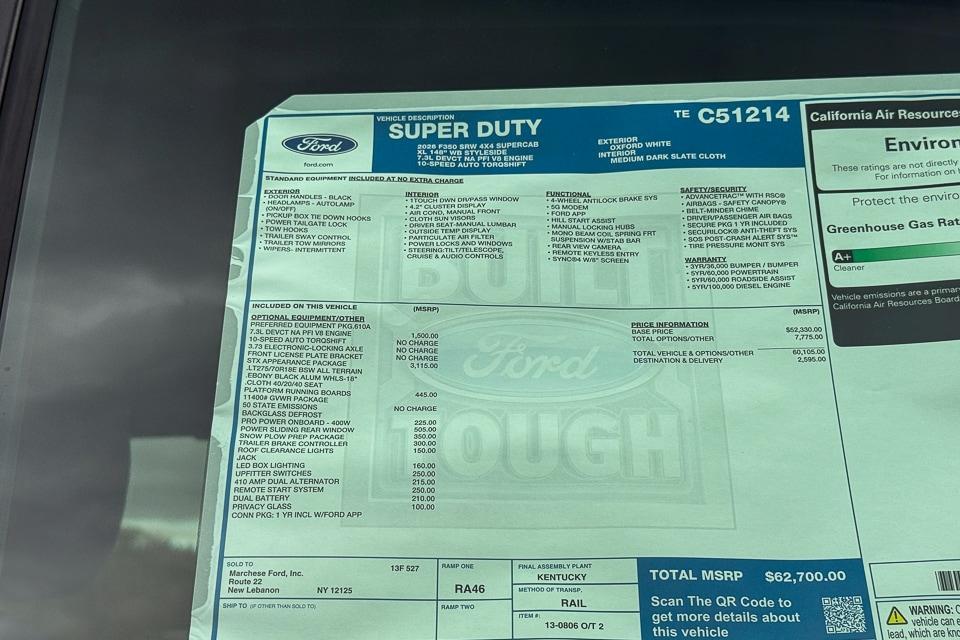 Ford
ford.com
VEHICLE DESCRIPTION
SUPER DUTY
2026 F350 SRW 4X4 SUPERCAB
XL 148" WB STYLESIDE
7.3L DEVCT NA PFI V8 ENGINE
10-SPEED AUTO TORQSHIFT
TE C51214
EXTERIOR
OXFORD WHITE
INTERIOR
MEDIUM DARK SLATE CLOTH
STANDARD EQUIPMENT INCLUDED AT NO EXTRA CHARGE
EXTERIOR
• DOOR HANDLES - BLACK
• HEADLAMPS - AUTOLAMP
(ON/OFF)
• PICKUP BOX TIE DOWN HOOKS
• POWER TAILGATE LOCK
• TOW HOOKS
• TRAILER SWAY CONTROL
• TRAILER TOW MIRRORS
• WIPERS- INTERMITTENT
INTERIOR
• 1TOUCH DWN DR/PASS WINDOW
• 4.2" CLUSTER DISPLAY
• AIR COND, MANUAL FRONT
• CLOTH SUN VISORS
• DRIVER SEAT-MANUAL LUMBAR
• OUTSIDE TEMP DISPLAY
• PARTICULATE AIR FILTER
• POWER LOCKS AND WINDOWS
• STEERING:TILT/TELESCOPE,
CRUISE & AUDIO CONTROLS
FUNCTIONAL
• 4-WHEEL ANTILOCK BRAKE SYS
• 5G MODEM
• FORD APP
• HILL START ASSIST
• MANUAL LOCKING HUBS
• MONO BEAM COIL SPRING FRT
SUSPENSION W/STAB BAR
• REAR VIEW CAMERA
• REMOTE KEYLESS ENTRY
• SYNC®4 W/8" SCREEN
SAFETY/SECURITY
• ADVANCETRAC™ WITH RSC®
• AIRBAGS - SAFETY CANOPY®
• BELT-MINDER CHIME
• DRIVER/PASSENGER AIR BAGS
• SECURE PKG 1 YR INCLUDED
• SECURILOCK® ANTI-THEFT SYS
• SOS POST-CRASH ALERT SYS™
• TIRE PRESSURE MONIT SYS
WARRANTY
• 3YR/36,000 BUMPER / BUMPER
• 5YR/60,000 POWERTRAIN
• 5YR/60,000 ROADSIDE ASSIST
• 5YR/100,000 DIESEL ENGINE
INCLUDED ON THIS VEHICLE
(MSRP)
OPTIONAL EQUIPMENT/OTHER
PREFERRED EQUIPMENT PKG.610A
7.3L DEVCT NA PFI V8 ENGINE 1,500.00
10-SPEED AUTO TORQSHIFT NO CHARGE
3.73 ELECTRONIC-LOCKING AXLE NO CHARGE
FRONT LICENSE PLATE BRACKET NO CHARGE
STX APPEARANCE PACKAGE 3,115.00
.LT275/70R18E BSW ALL TERRAIN
.EBONY BLACK ALUM WHLS-18"
.CLOTH 40/20/40 SEAT
PLATFORM RUNNING BOARDS 445.00
11400# GVWR PACKAGE
50 STATE EMISSIONS NO CHARGE
BACKGLASS DEFROST
PRO POWER ONBOARD - 400W 225.00
POWER SLIDING REAR WINDOW 505.00
SNOW PLOW PREP PACKAGE 350.00
TRAILER BRAKE CONTROLLER 300.00
ROOF CLEARANCE LIGHTS 150.00
JACK
LED BOX LIGHTING 160.00
UPFITTER SWITCHES 250.00
410 AMP DUAL ALTERNATOR 215.00
REMOTE START SYSTEM 250.00
DUAL BATTERY 210.00
PRIVACY GLASS 100.00
CONN PKG: 1 YR INCL W/FORD APP
BUILT
Ford
TOUGH
(MSRP)
PRICE INFORMATION
BASE PRICE $52,330.00
TOTAL OPTIONS/OTHER 7,775.00
TOTAL VEHICLE & OPTIONS/OTHER 60,105.00
DESTINATION & DELIVERY 2,595.00
SOLD TO
13F 527
Marchese Ford, Inc.
Route 22
New Lebanon NY 12125
SHIP TO (IF OTHER THAN SOLD TO)
RAMP ONE
RA46
RAMP TWO
FINAL ASSEMBLY PLANT
KENTUCKY
METHOD OF TRANSP.
RAIL
ITEM #:
13-0806 O/T 2
TOTAL MSRP $62,700.00
Scan The QR Code to
get more details about
this vehicle
California Air Resources
Environ
These ratings are not directly
For information on h
Protect the enviro
Greenhouse Gas Rat
A+
Cleaner
Vehicle emissions are a primar
California Air Resources Board
WARNING: O
vehicle can e
lead, which are kno